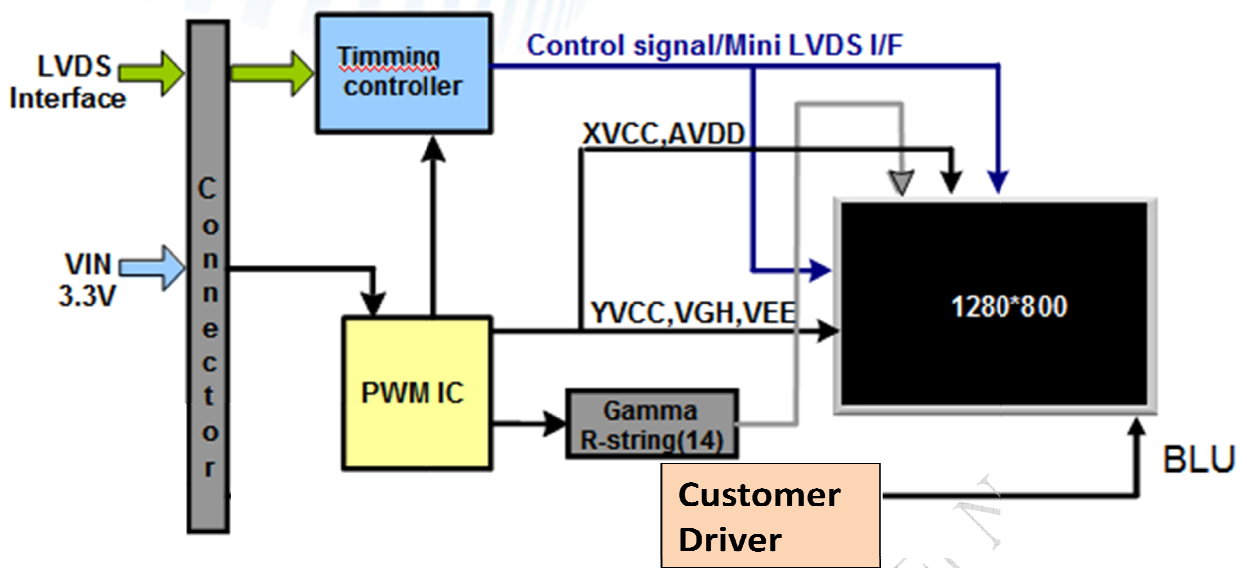 LVDS
Interface
Connector
Timming
controller
Control signal/Mini LVDS I/F
XVCC,AVDD
VIN
3.3V
YVCC,VGH,VEE
1280*800
PWM IC
Gamma
R-string(14)
BLU
Customer
Driver